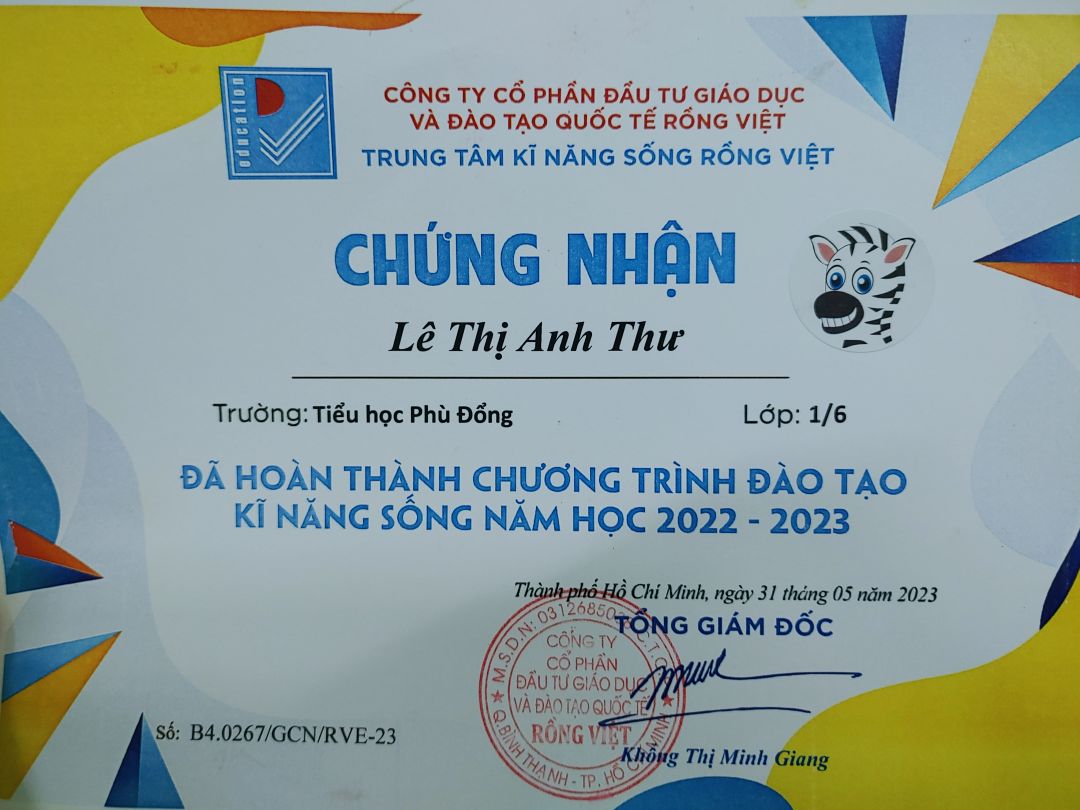 education
CÔNG TY CỔ PHẦN ĐẦU TƯ GIÁO DỤC
VÀ ĐÀO TẠO QUỐC TẾ RỒNG VIỆT
TRUNG TÂM KĨ NĂNG SỐNG RỒNG VIỆT
CHỨNG NHẬN
Lê Thị Anh Thư
Trường: Tiểu học Phù Đổng Lớp: 1/6
ĐÃ HOÀN THÀNH CHƯƠNG TRÌNH ĐÀO TẠO
KĨ NĂNG SỐNG NĂM HỌC 2022 - 2023
Thành phố Hồ Chí Minh, ngày 31 tháng 05 năm 2023
TỔNG GIÁM ĐỐC
M.S.D.N: 031268503
CÔNG TY
CỔ PHẦN
ĐẦU TƯ GIÁO DỤC
VÀ ĐÀO TẠO QUỐC TẾ
RỒNG VIỆT
Q.BÌNH THẠNH - TP. HỒ CHÍ MINH
Số: B4.0267/GCN/RVE-23
Khổng Thị Minh Giang